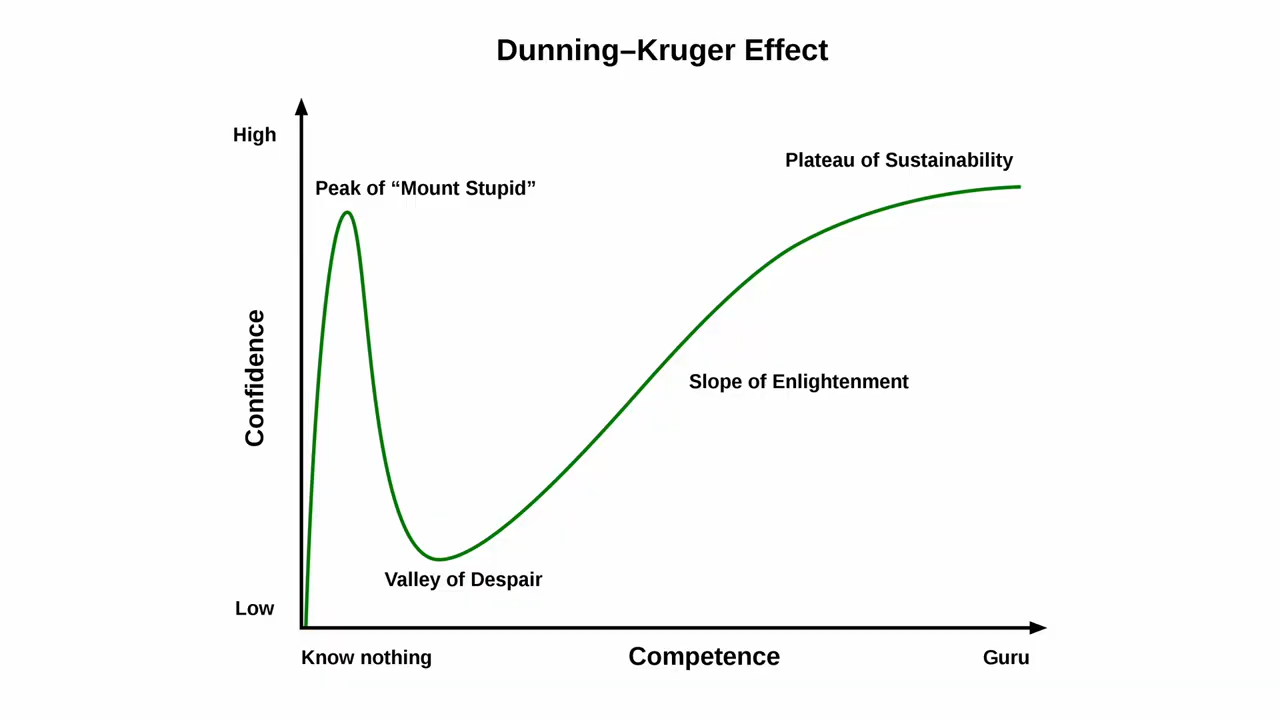 Dunning–Kruger Effect
High
Plateau of Sustainability
Peak of “Mount Stupid”
Confidence
Slope of Enlightenment
Valley of Despair
Low
Know nothing
Competence
Guru